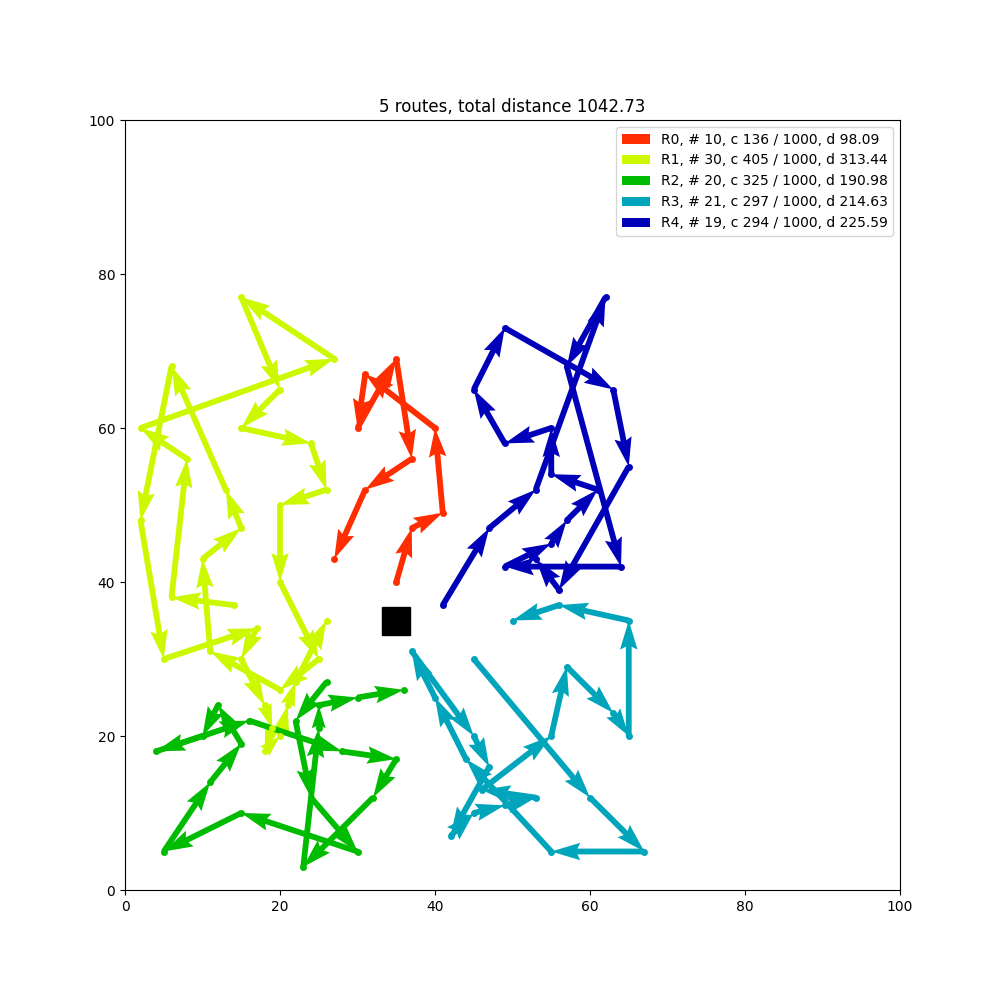 5 routes, total distance 1042.73
R0, # 10, c 136 / 1000, d 98.09
R1, # 30, c 405 / 1000, d 313.44
R2, # 20, c 325 / 1000, d 190.98
R3, # 21, c 297 / 1000, d 214.63
R4, # 19, c 294 / 1000, d 225.59
100
80
60
40
20
0
0 20 40 60 80 100